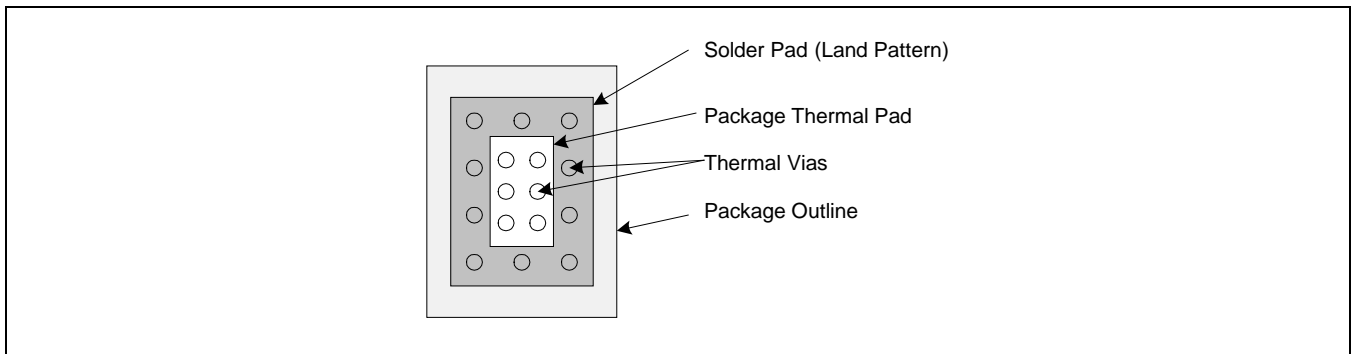 Solder Pad (Land Pattern)
Package Thermal Pad
Thermal Vias
Package Outline